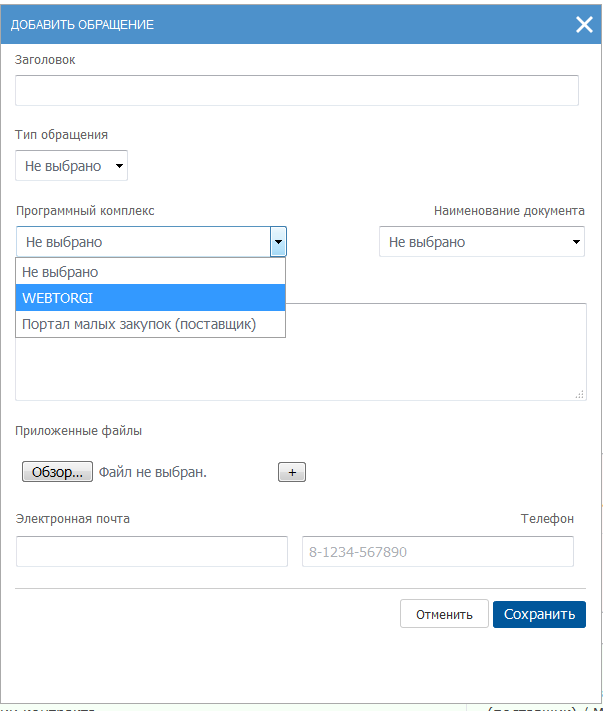 ДОБАВИТЬ ОБРАЩЕНИЕ
Заголовок
Тип обращения
Не выбрано
Программный комплекс Наименование документа
Не выбрано Не выбрано
Не выбрано
WEBTORGI
Портал малых закупок (поставщик)
Приложенные файлы
Обзор... Файл не выбран. +
Электронная почта Телефон
8-1234-567890
Отменить Сохранить